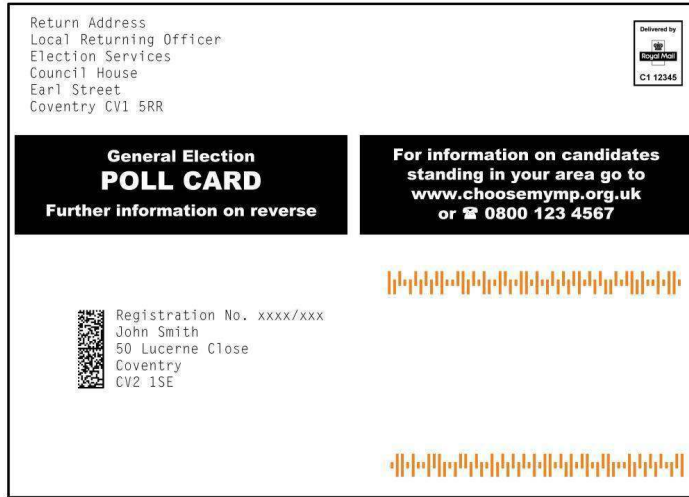 Return Address
Local Returning Officer
Election Services
Council House
Earl Street
Coventry CV1 5RR
Delivered by
Royal Mail
C1 12345
General Election
POLL CARD
Further information on reverse
For information on candidates
standing in your area go to
www.choosemymp.org.uk
or ☎ 0800 123 4567
Registration No. xxxx/xxx
John Smith
50 Lucerne Close
Coventry
CV2 1SE